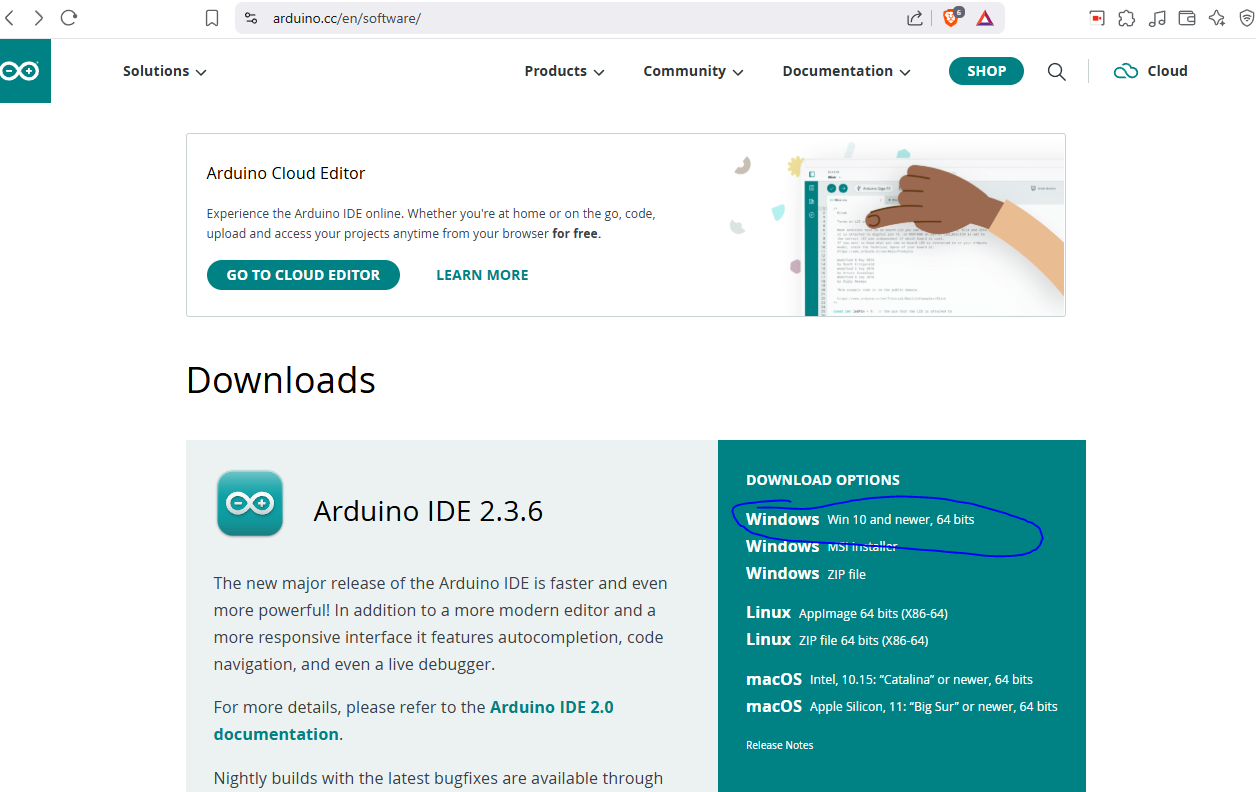 arduino.cc/en/software/
6
Solutions
Products
Community
Documentation
SHOP
Cloud
Arduino Cloud Editor
Experience the Arduino IDE online. Whether you're at home or on the go, code,
upload and access your projects anytime from your browser for free.
GO TO CLOUD EDITOR
LEARN MORE
Downloads
Arduino IDE 2.3.6
The new major release of the Arduino IDE is faster and even
more powerful! In addition to a more modern editor and a
more responsive interface it features autocompletion, code
navigation, and even a live debugger.
For more details, please refer to the Arduino IDE 2.0
documentation.
Nightly builds with the latest bugfixes are available through
DOWNLOAD OPTIONS
Windows Win 10 and newer, 64 bits
Windows MSI installer
Windows ZIP file
Linux AppImage 64 bits (X86-64)
Linux ZIP file 64 bits (X86-64)
macOS Intel, 10.15: “Catalina” or newer, 64 bits
macOS Apple Silicon, 11: “Big Sur” or newer, 64 bits
Release Notes